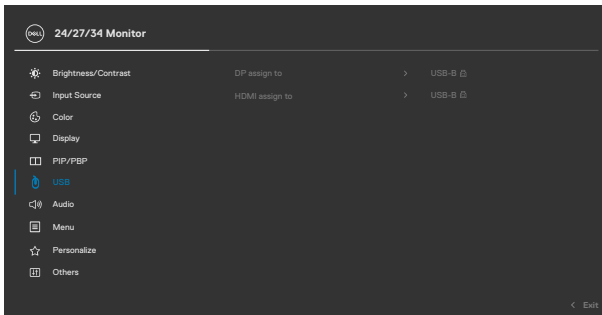 DELL 24/27/34 Monitor
Brightness/Contrast DP assign to > USB-B
Input Source HDMI assign to > USB-B
Color
Display
PIP/PBP
USB
Audio
Menu
Personalize
Others
< Exit